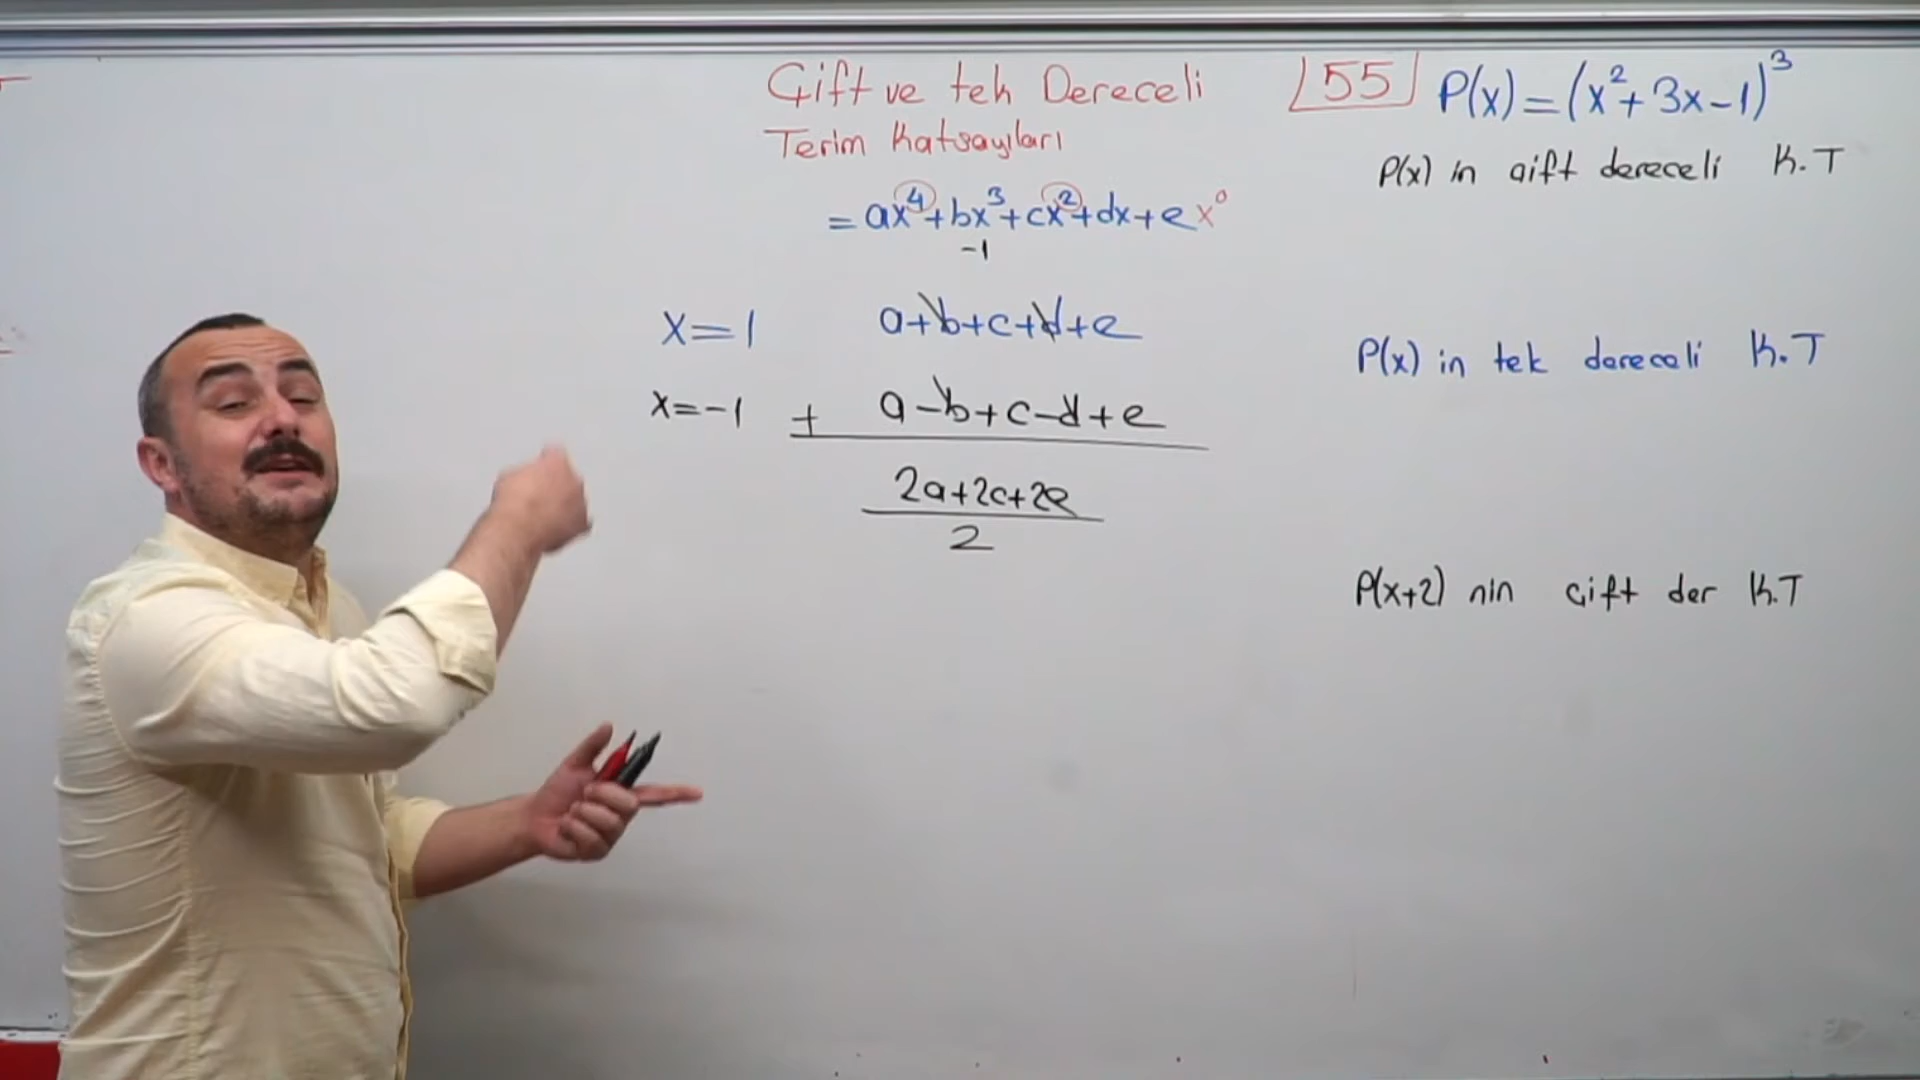 Çift ve tek Dereceli
Terim Katsayıları
= ax⁴+bx³+cx²+dx+ex⁰
-1
x=1 a+b+c+d+e
x=-1 + a-b+c-d+e
2a+2c+2e
2
55 P(x)=(x²+3x-1)³
P(x) in çift dereceli K.T
P(x) in tek dereceli K.T
P(x+2) nin çift der K.T